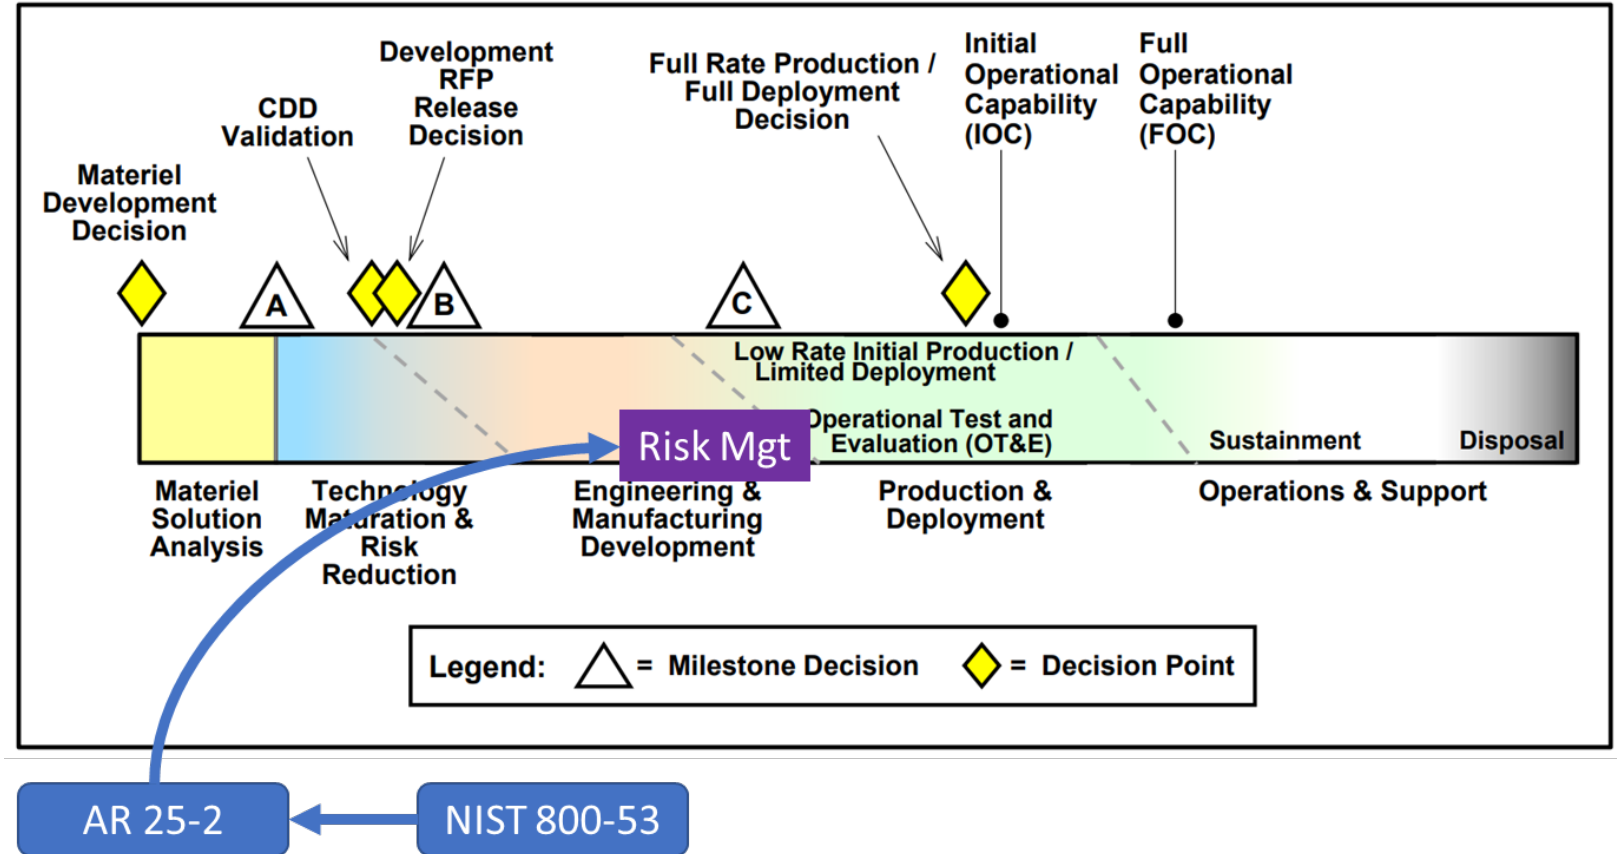 Materiel
Development
Decision
CDD
Validation
Development
RFP
Release
Decision
Full Rate Production /
Full Deployment
Decision
Initial
Operational
Capability
(IOC)
Full
Operational
Capability
(FOC)
A
B
C
Low Rate Initial Production /
Limited Deployment
Operational Test and
Evaluation (OT&E)
Risk Mgt
Sustainment
Disposal
Materiel
Solution
Analysis
Technology
Maturation &
Risk
Reduction
Engineering &
Manufacturing
Development
Production &
Deployment
Operations & Support
Legend:
= Milestone Decision
= Decision Point
AR 25-2
NIST 800-53